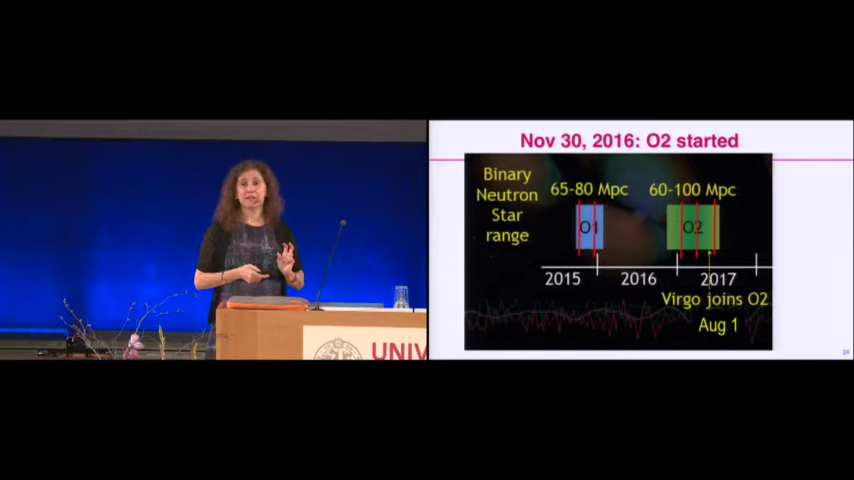 Nov 30, 2016: O2 started
Binary
Neutron
Star
range
65-80 Mpc
60-100 Mpc
O1
O2
2015
2016
2017
Virgo joins O2
Aug 1
24
UNIV